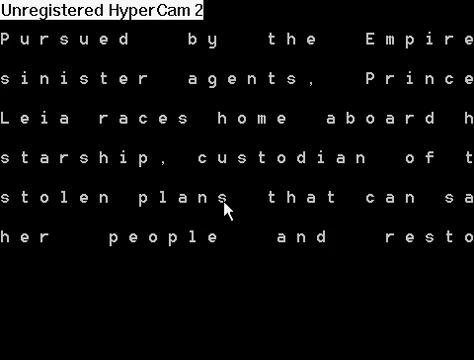 Unregistered HyperCam 2
Pursued by the Empire
sinister agents, Prince
Leia races home aboard h
starship, custodian of t
stolen plans that can sa
her people and resto